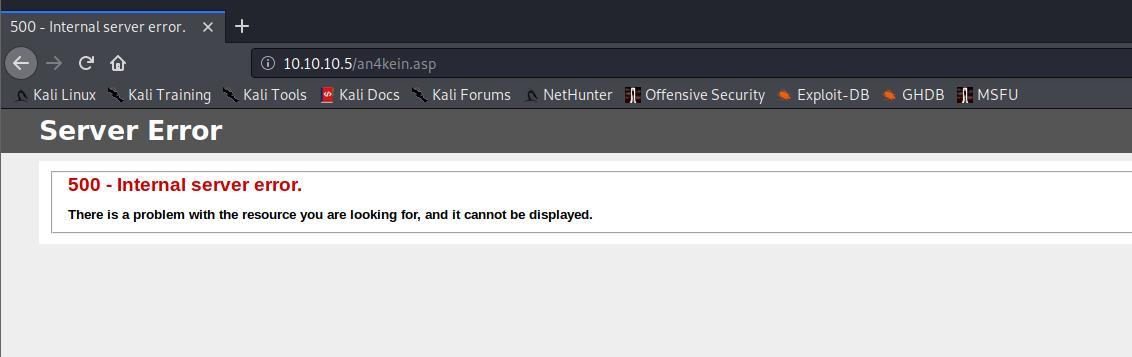 500 - Internal server error.
10.10.10.5/an4kein.asp
Kali Linux Kali Training Kali Tools Kali Docs Kali Forums NetHunter Offensive Security Exploit-DB GHDB MSFU
Server Error
500 - Internal server error.
There is a problem with the resource you are looking for, and it cannot be displayed.